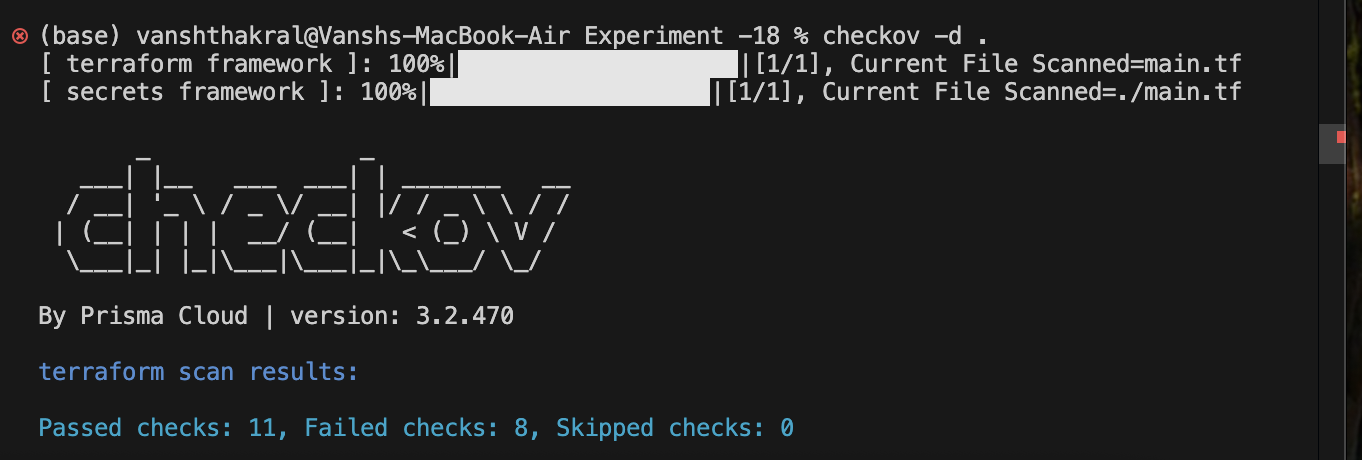 (base) vanshthakral@Vanshs-MacBook-Air Experiment -18 % checkov -d .
[ terraform framework ]: 100%|████████████████████|[1/1], Current File Scanned=main.tf
[ secrets framework ]: 100%|████████████████████|[1/1], Current File Scanned=./main.tf
checkov
By Prisma Cloud | version: 3.2.470
terraform scan results:
Passed checks: 11, Failed checks: 8, Skipped checks: 0